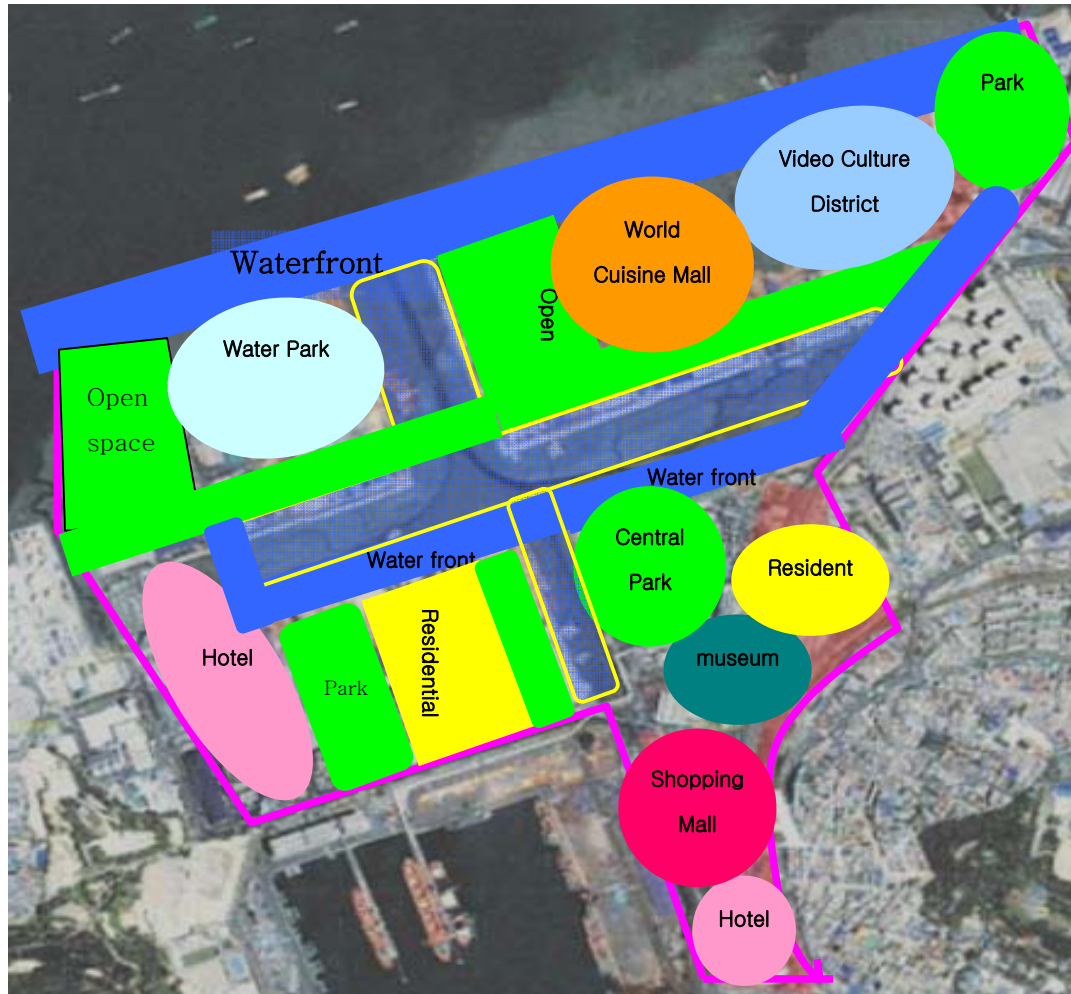 Park
Video Culture
District
World
Cuisine Mall
Waterfront
Open
Water Park
Open
space
Water front
Central
Park
Water front
Resident
Residential
Hotel
museum
Park
Shopping
Mall
Hotel